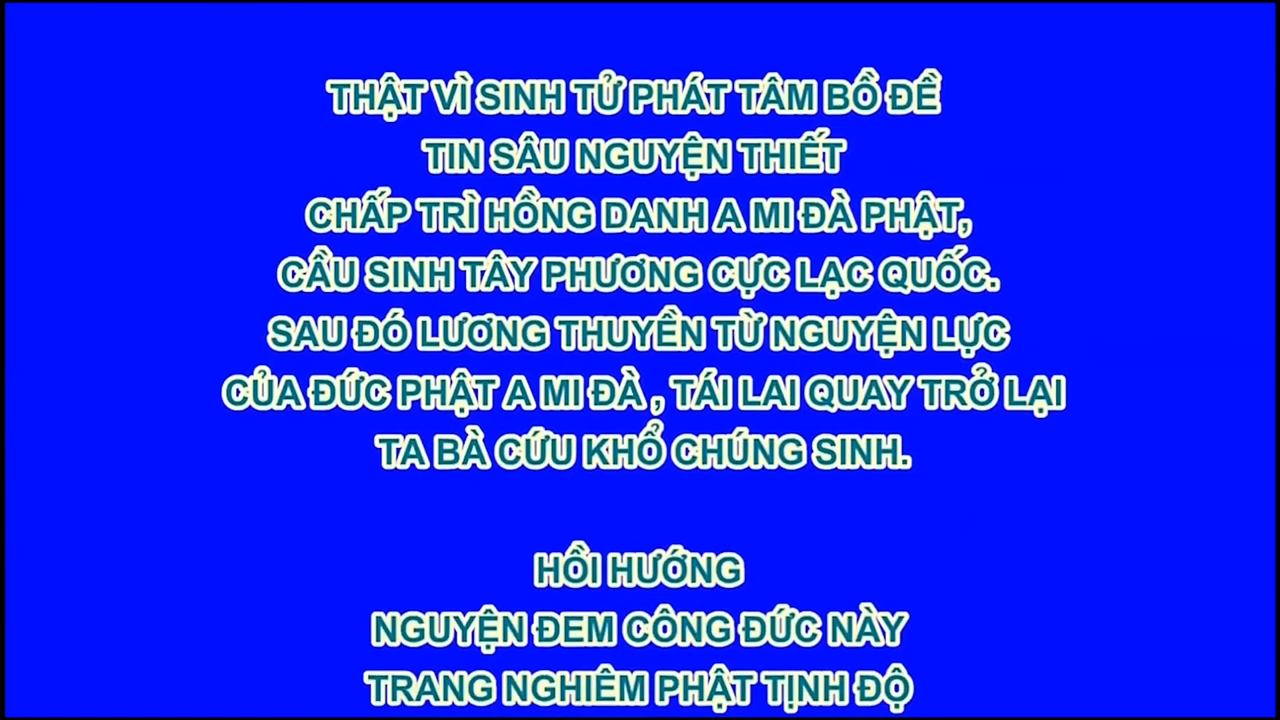 THẬT VÌ SINH TỬ PHÁT TÂM BỒ ĐỀ
TIN SÂU NGUYỆN THIẾT
CHẤP TRÌ HỒNG DANH A MI ĐÀ PHẬT,
CẦU SINH TÂY PHƯƠNG CỰC LẠC QUỐC.
SAU ĐÓ LƯƠNG THUYỀN TỪ NGUYỆN LỰC
CỦA ĐỨC PHẬT A MI ĐÀ , TÁI LAI QUAY TRỞ LẠI
TA BÀ CỨU KHỔ CHÚNG SINH.
HỒI HƯỚNG
NGUYỆN ĐEM CÔNG ĐỨC NÀY
TRANG NGHIÊM PHẬT TỊNH ĐỘ